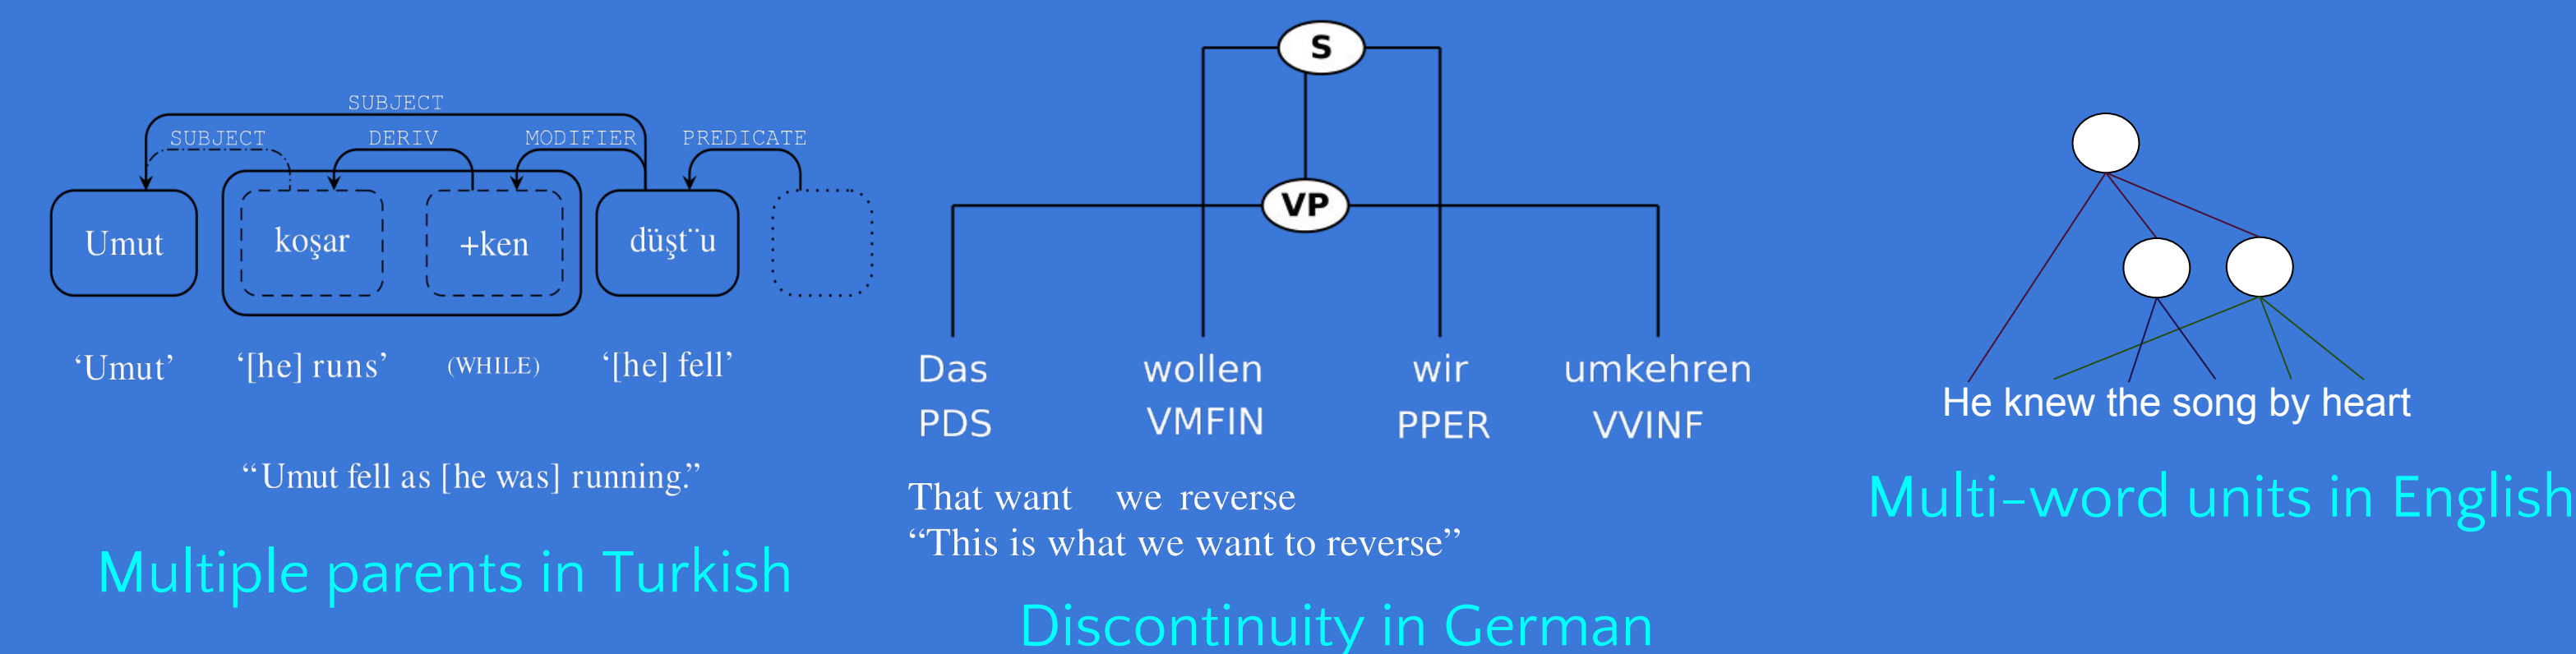 SUBJECT
SUBJECT DERIV MODIFIER PREDICATE
Umut koşar +ken düşt¨u
‘Umut’ ‘[he] runs’ (WHILE) ‘[he] fell’
“Umut fell as [he was] running.”
Multiple parents in Turkish
S
VP
Das wollen wir umkehren
PDS VMFIN PPER VVINF
That want we reverse
“This is what we want to reverse”
Discontinuity in German
He knew the song by heart
Multi-word units in English